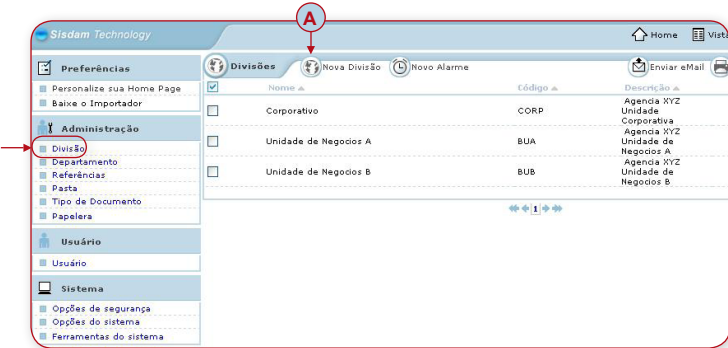 A
Sisdam Technology
Home
Vista
Preferências
Personalize sua Home Page
Baixe o Importador
Administração
Divisão
Departamento
Referências
Pasta
Tipo de Documento
Papelera
Usuário
Usuário
Sistema
Opções de segurança
Opções do sistema
Ferramentas do sistema
Divisões
Nova Divisão
Novo Alarme
Enviar eMail
Nome Código Descrição
Corporativo CORP Agencia XYZ
Unidade
Corporativa
Unidade de Negocios A BUA Agencia XYZ
Unidade de
Negocios A
Unidade de Negocios B BUB Agencia XYZ
Unidade de
Negocios B
1